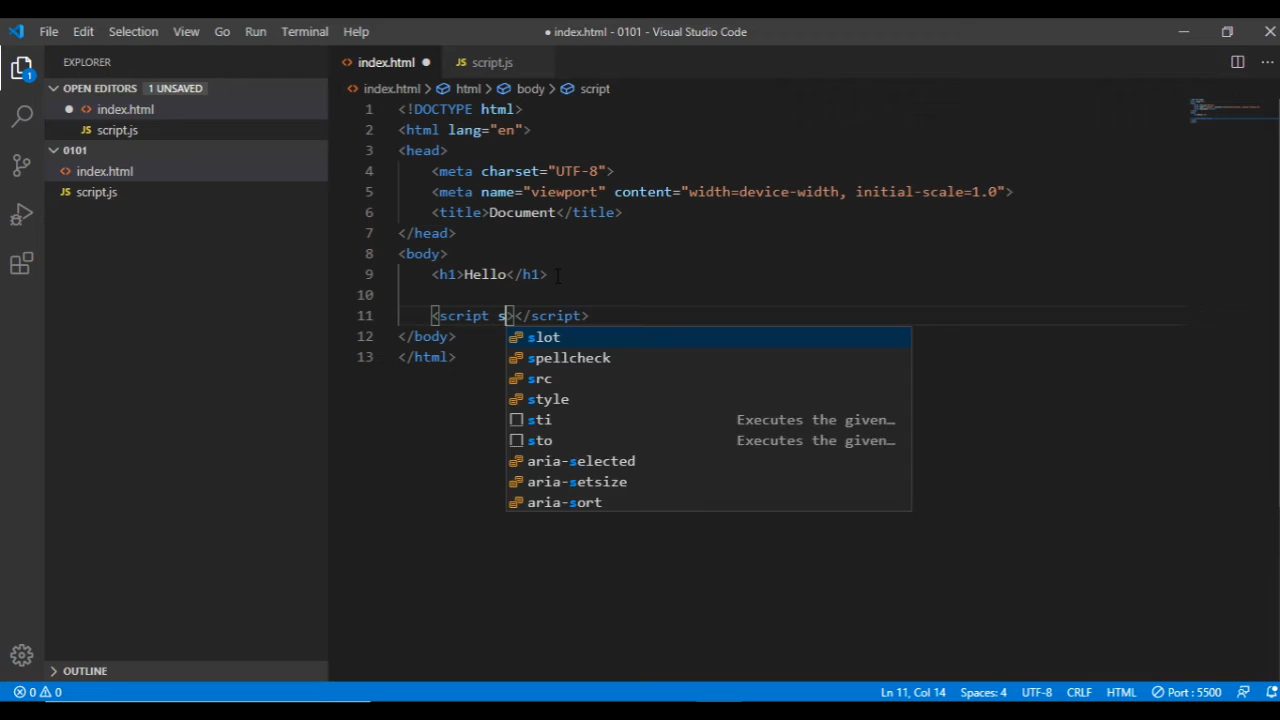 File Edit Selection View Go Run Terminal Help
● index.html - 0101 - Visual Studio Code
EXPLORER
OPEN EDITORS 1 UNSAVED
● <> index.html
JS script.js
0101
<> index.html
JS script.js
OUTLINE
1
<> index.html ● JS script.js
<> index.html > html > body > script
1 <!DOCTYPE html>
2 <html lang="en">
3 <head>
4 <meta charset="UTF-8">
5 <meta name="viewport" content="width=device-width, initial-scale=1.0">
6 <title>Document</title>
7 </head>
8 <body>
9 <h1>Hello</h1>
10
11 <script s></script>
12 </body>
13 </html>
slot
spellcheck
src
style
sti Executes the given…
sto Executes the given…
aria-selected
aria-setsize
aria-sort
0 0 Ln 11, Col 14 Spaces: 4 UTF-8 CRLF HTML Port : 5500